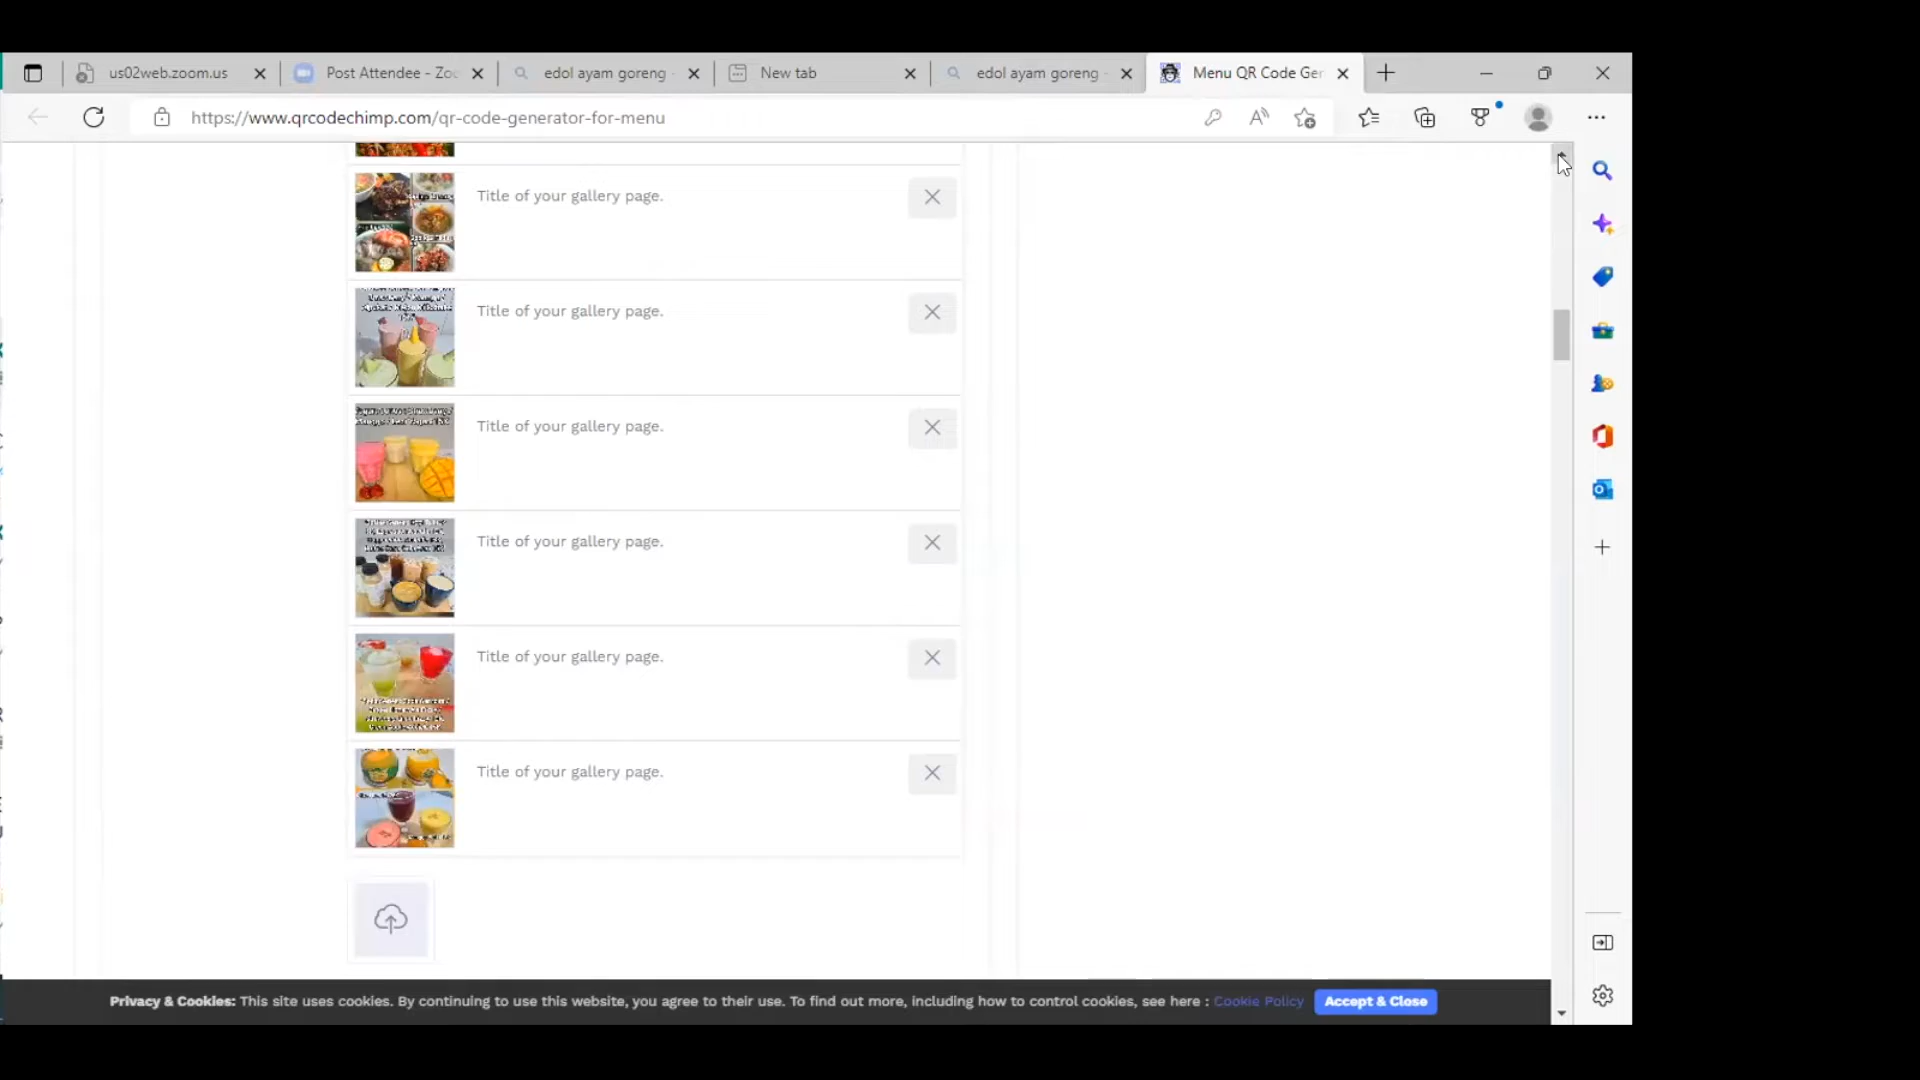 us02web.zoom.us
Post Attendee - Zo
edol ayam goreng
New tab
edol ayam goreng
Menu QR Code Ger
https://www.qrcodechimp.com/qr-code-generator-for-menu
Title of your gallery page.
Title of your gallery page.
Title of your gallery page.
Title of your gallery page.
Title of your gallery page.
Title of your gallery page.
Privacy & Cookies: This site uses cookies. By continuing to use this website, you agree to their use. To find out more, including how to control cookies, see here : Cookie Policy
Accept & Close